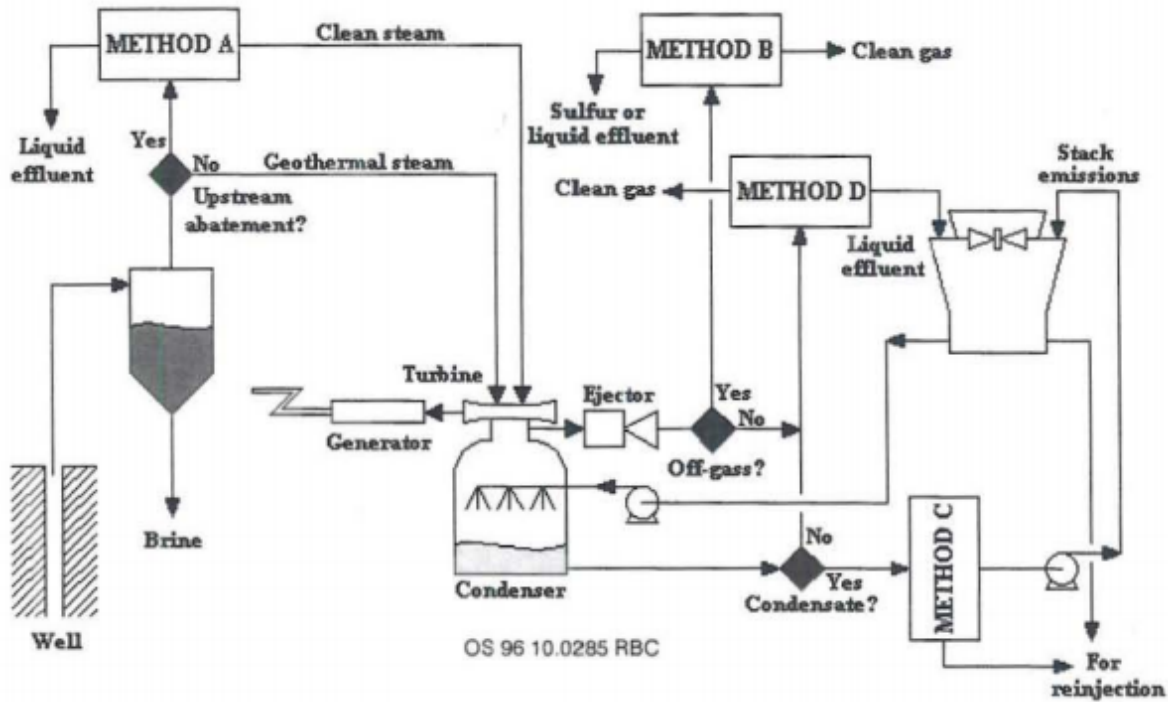 METHOD A
Clean steam
METHOD B
Clean gas
Liquid
effluent
Yes
No
Geothermal steam
Upstream
abatement?
Sulfur or
liquid effluent
Clean gas
METHOD D
Stack
emissions
Liquid
effluent
Turbine
Generator
Ejector
Yes
No
Off-gass?
Brine
Well
Condenser
No
Yes
Condensate?
METHOD C
For
reinjection
OS 96 10.0285 RBC